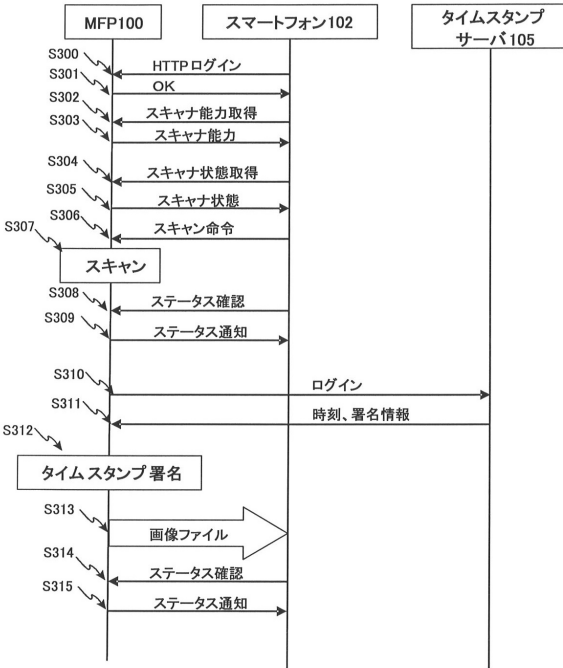 MFP100
スマートフォン102
タイムスタンプ
サーバ105
S300
HTTPログイン
S301
OK
S302
スキャナ能力取得
S303
スキャナ能力
S304
スキャナ状態取得
S305
スキャナ状態
S306
スキャン命令
S307
スキャン
S308
ステータス確認
S309
ステータス通知
S310
ログイン
S311
時刻、署名情報
S312
タイムスタンプ署名
S313
画像ファイル
S314
ステータス確認
S315
ステータス通知